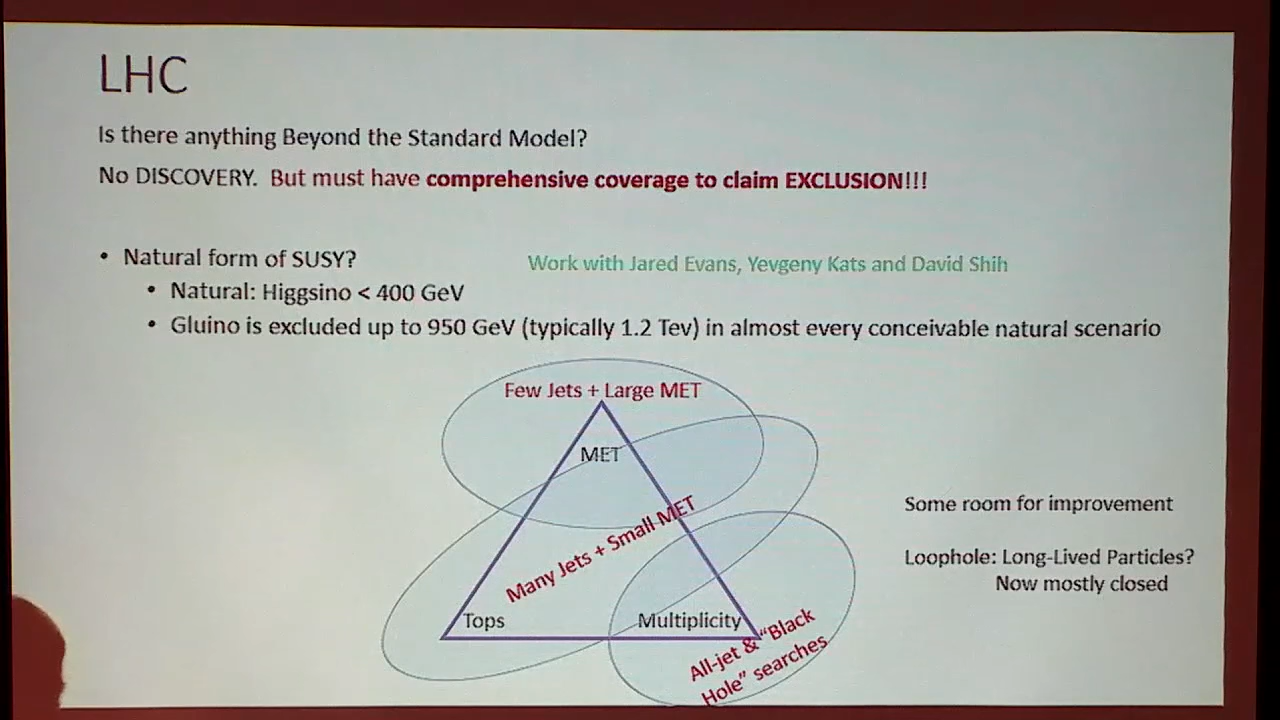 LHC
Is there anything Beyond the Standard Model?
No DISCOVERY.  But must have comprehensive coverage to claim EXCLUSION!!!
• Natural form of SUSY?
Work with Jared Evans, Yevgeny Kats and David Shih
• Natural: Higgsino < 400 GeV
• Gluino is excluded up to 950 GeV (typically 1.2 Tev) in almost every conceivable natural scenario
Few Jets + Large MET
MET
Many Jets + Small MET
Tops
Multiplicity
All-jet & “Black
Hole” searches
Some room for improvement
Loophole: Long-Lived Particles?
Now mostly closed